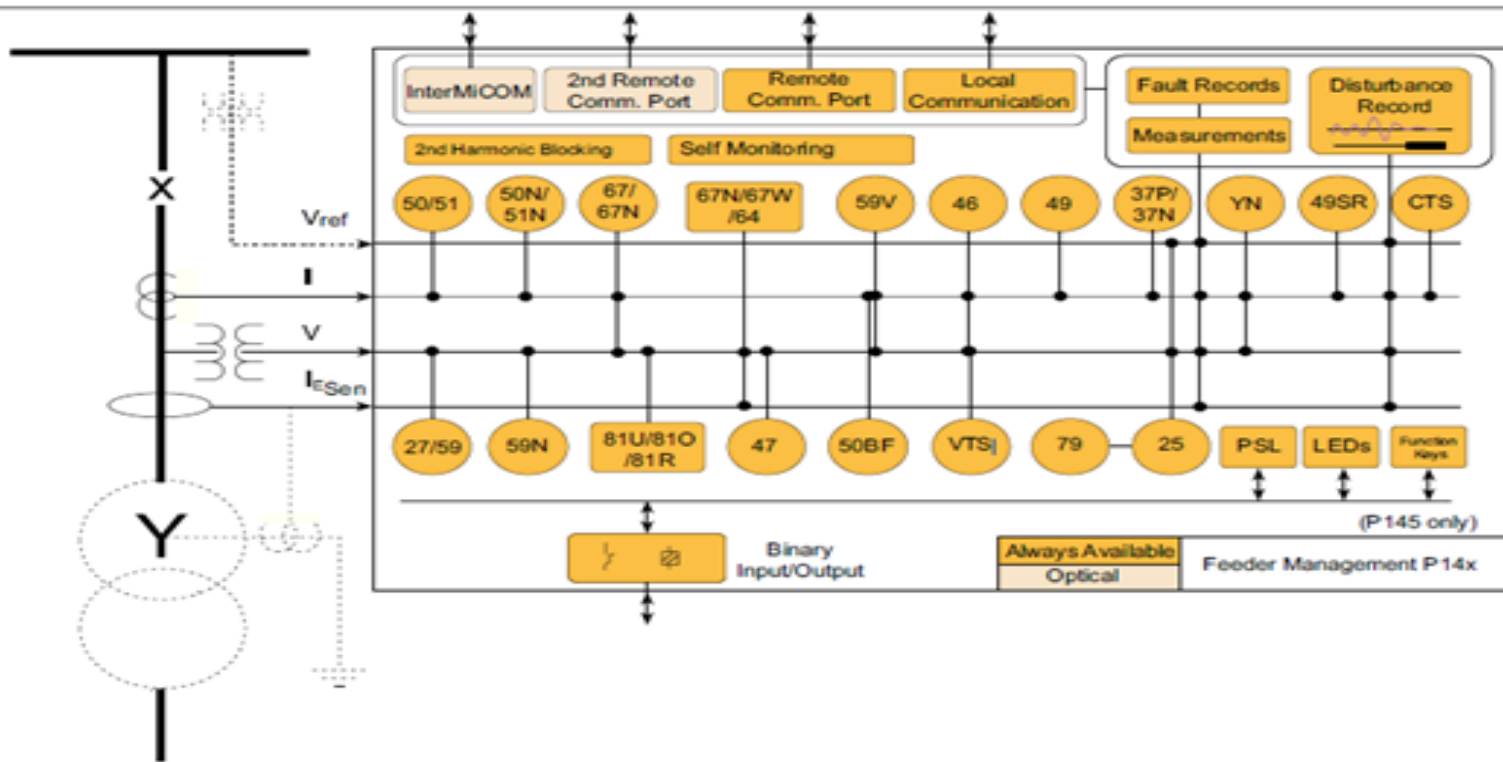 InterMiCOM
2nd Remote
Comm. Port
Remote
Comm. Port
Local
Communication
Fault Records
Measurements
Disturbance
Record
2nd Harmonic Blocking
Self Monitoring
X
50/51
50N/
51N
67/
67N
67N/67W
/64
59V
46
49
37P/
37N
YN
49SR
CTS
Vref
I
V
IESen
27/59
59N
81U/81O
/81R
47
50BF
VTS
79
25
PSL
LEDs
Function
Keys
Y
(P145 only)
Binary
Input/Output
Always Available
Optical
Feeder Management P14x